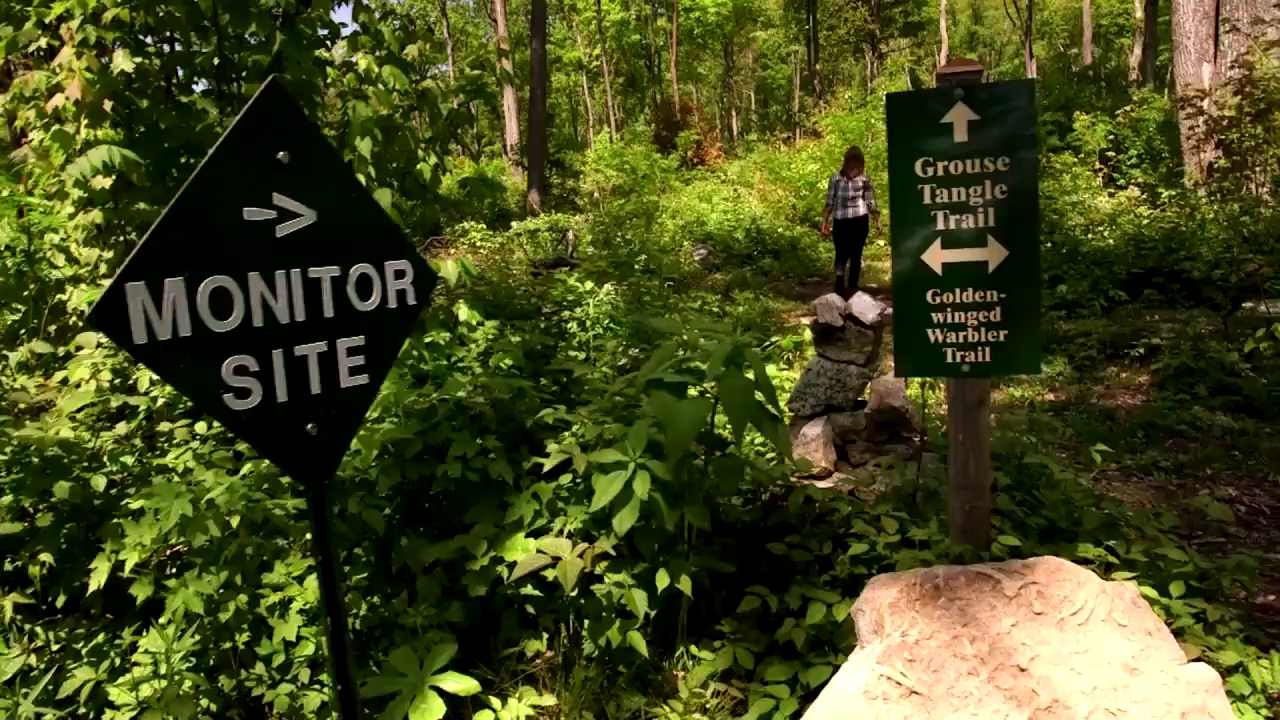 >
MONITOR
SITE
Grouse
Tangle
Trail
Golden-
winged
Warbler
Trail